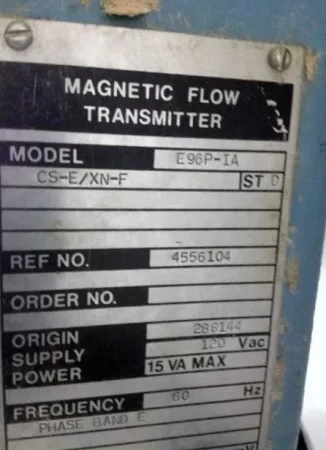 MAGNETIC FLOW
TRANSMITTER
MODEL E96P-IA
CS-E/XN-F ST D
REF NO. 4556104
ORDER NO.
ORIGIN 286144
SUPPLY 120 Vac
POWER 15 VA MAX
FREQUENCY 60 Hz
PHASE BAND E